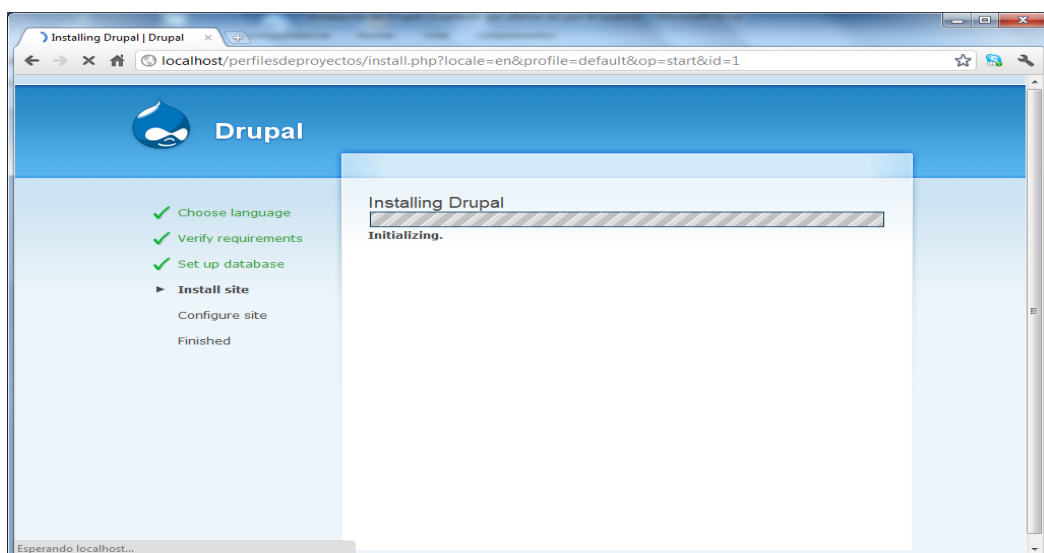 Installing Drupal | Drupal
localhost/perfilesdeproyectos/install.php?locale=en&profile=default&op=start&id=1
Drupal
Choose language
Verify requirements
Set up database
Install site
Configure site
Finished
Installing Drupal
Initializing.
Esperando localhost...